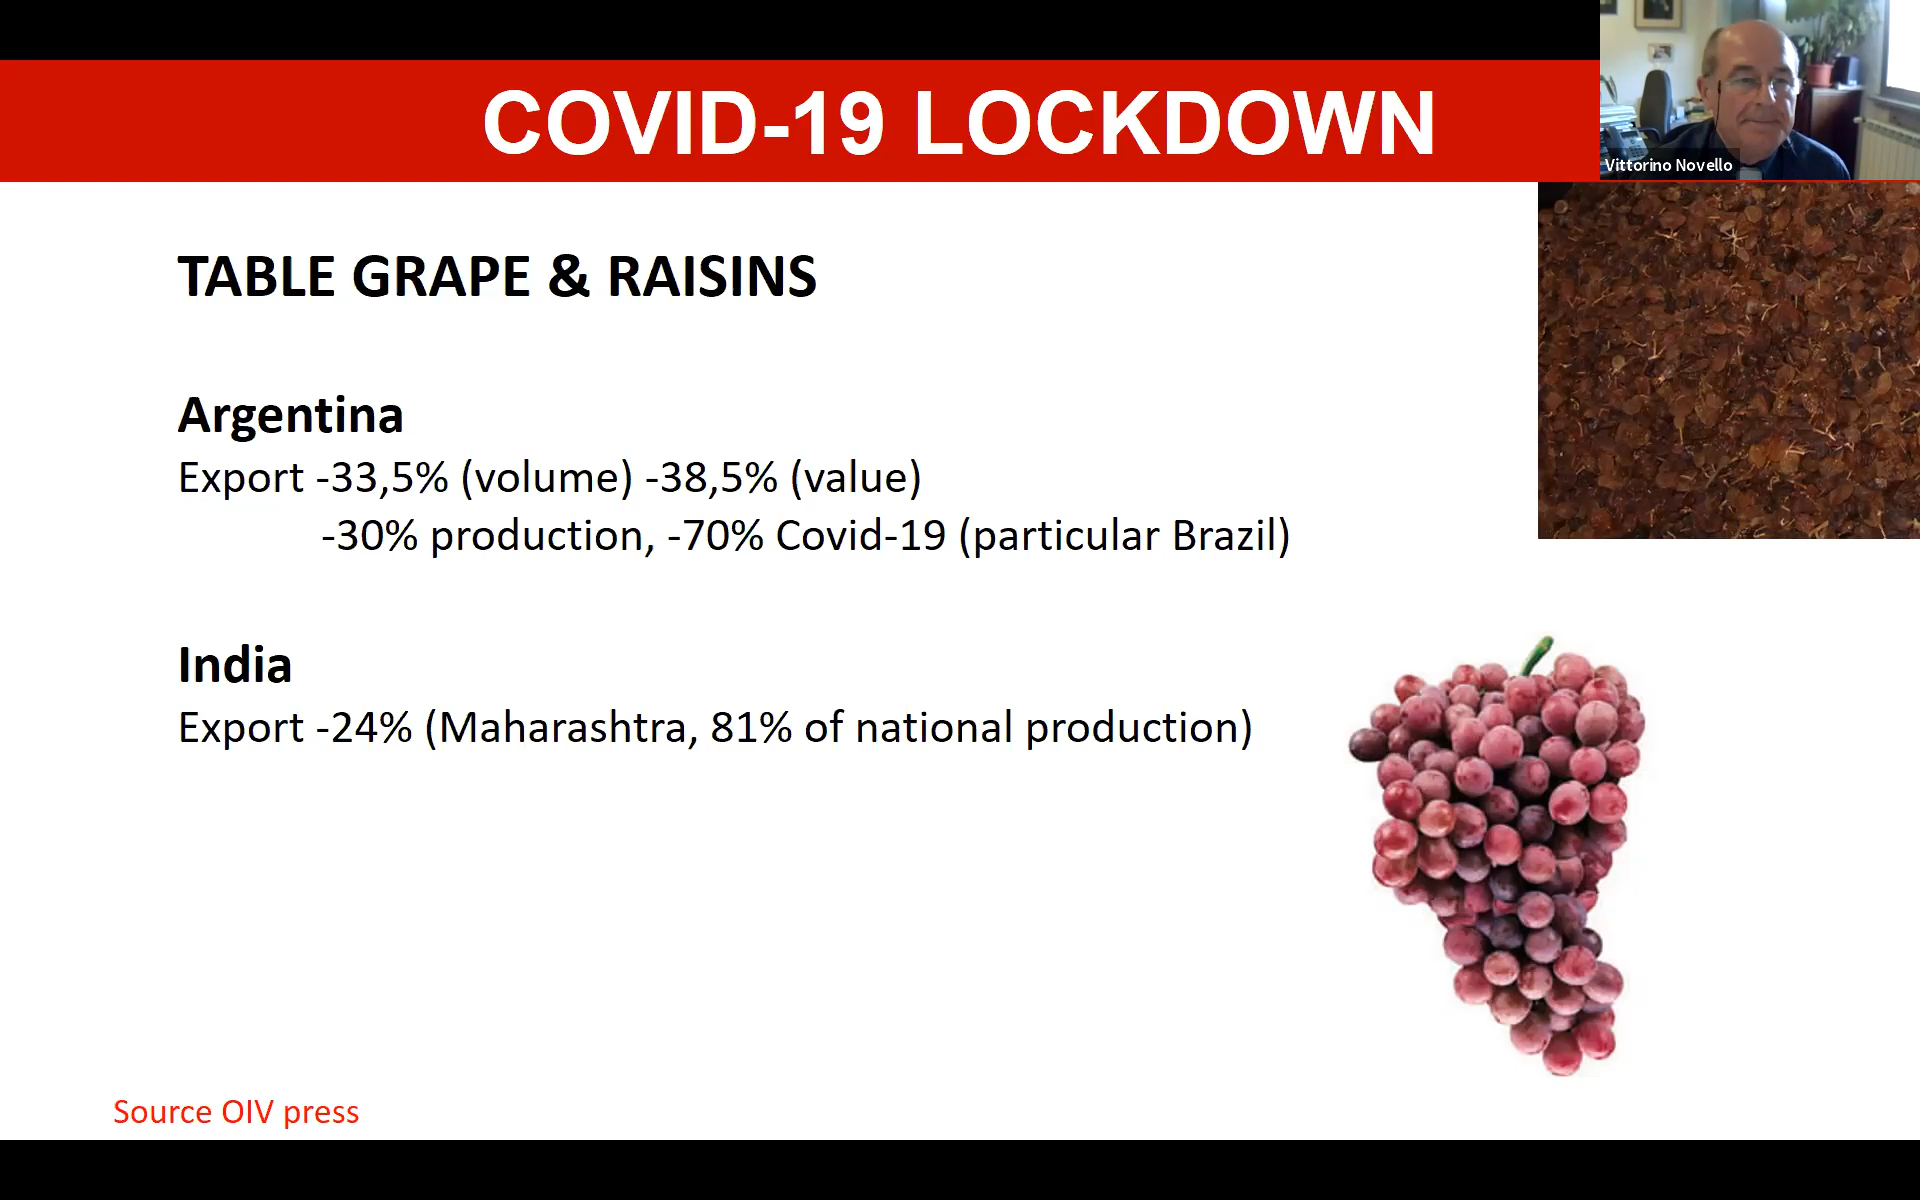 COVID-19 LOCKDOWN
Vittorino Novello
TABLE GRAPE & RAISINS
Argentina
Export -33,5% (volume) -38,5% (value)
-30% production, -70% Covid-19 (particular Brazil)
India
Export -24% (Maharashtra, 81% of national production)
Source OIV press